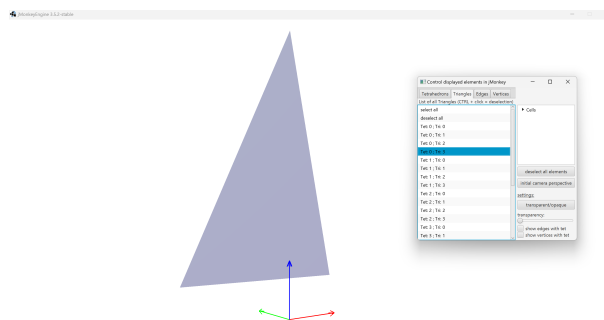 jMonkeyEngine 3.5.2-stable
Control displayed elements in jMonkey
Tetrahedrons Triangles Edges Vertices
List of all Triangles (CTRL + click = deselection)
select all
deselect all
Tet: 0 ; Tri: 0
Tet: 0 ; Tri: 1
Tet: 0 ; Tri: 2
Tet: 0 ; Tri: 3
Tet: 1 ; Tri: 0
Tet: 1 ; Tri: 1
Tet: 1 ; Tri: 2
Tet: 1 ; Tri: 3
Tet: 2 ; Tri: 0
Tet: 2 ; Tri: 1
Tet: 2 ; Tri: 2
Tet: 2 ; Tri: 3
Tet: 3 ; Tri: 0
Tet: 3 ; Tri: 1
Cells
deselect all elements
initial camera perspective
settings:
transparent/opaque
transparency:
show edges with tet
show vertices with tet